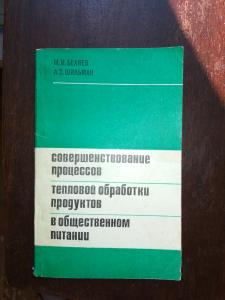 М.И. БЕЛЯЕВ
Л.З. ШИЛЬМАН
совершенствование
процессов
тепловой обработки
продуктов
в общественном
питании